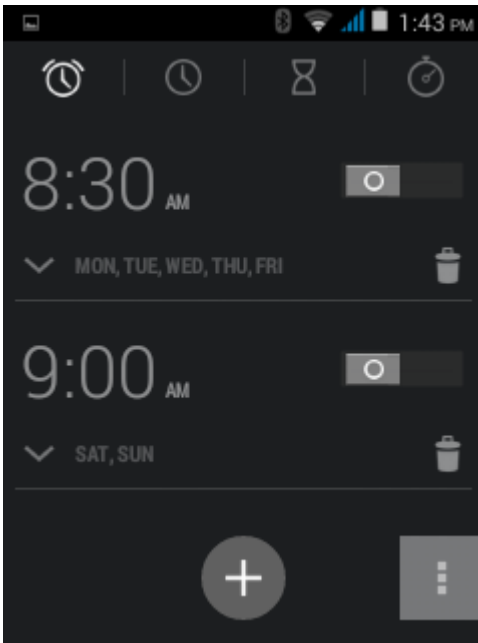 1:43 PM
8:30 AM
MON, TUE, WED, THU, FRI
9:00 AM
SAT, SUN